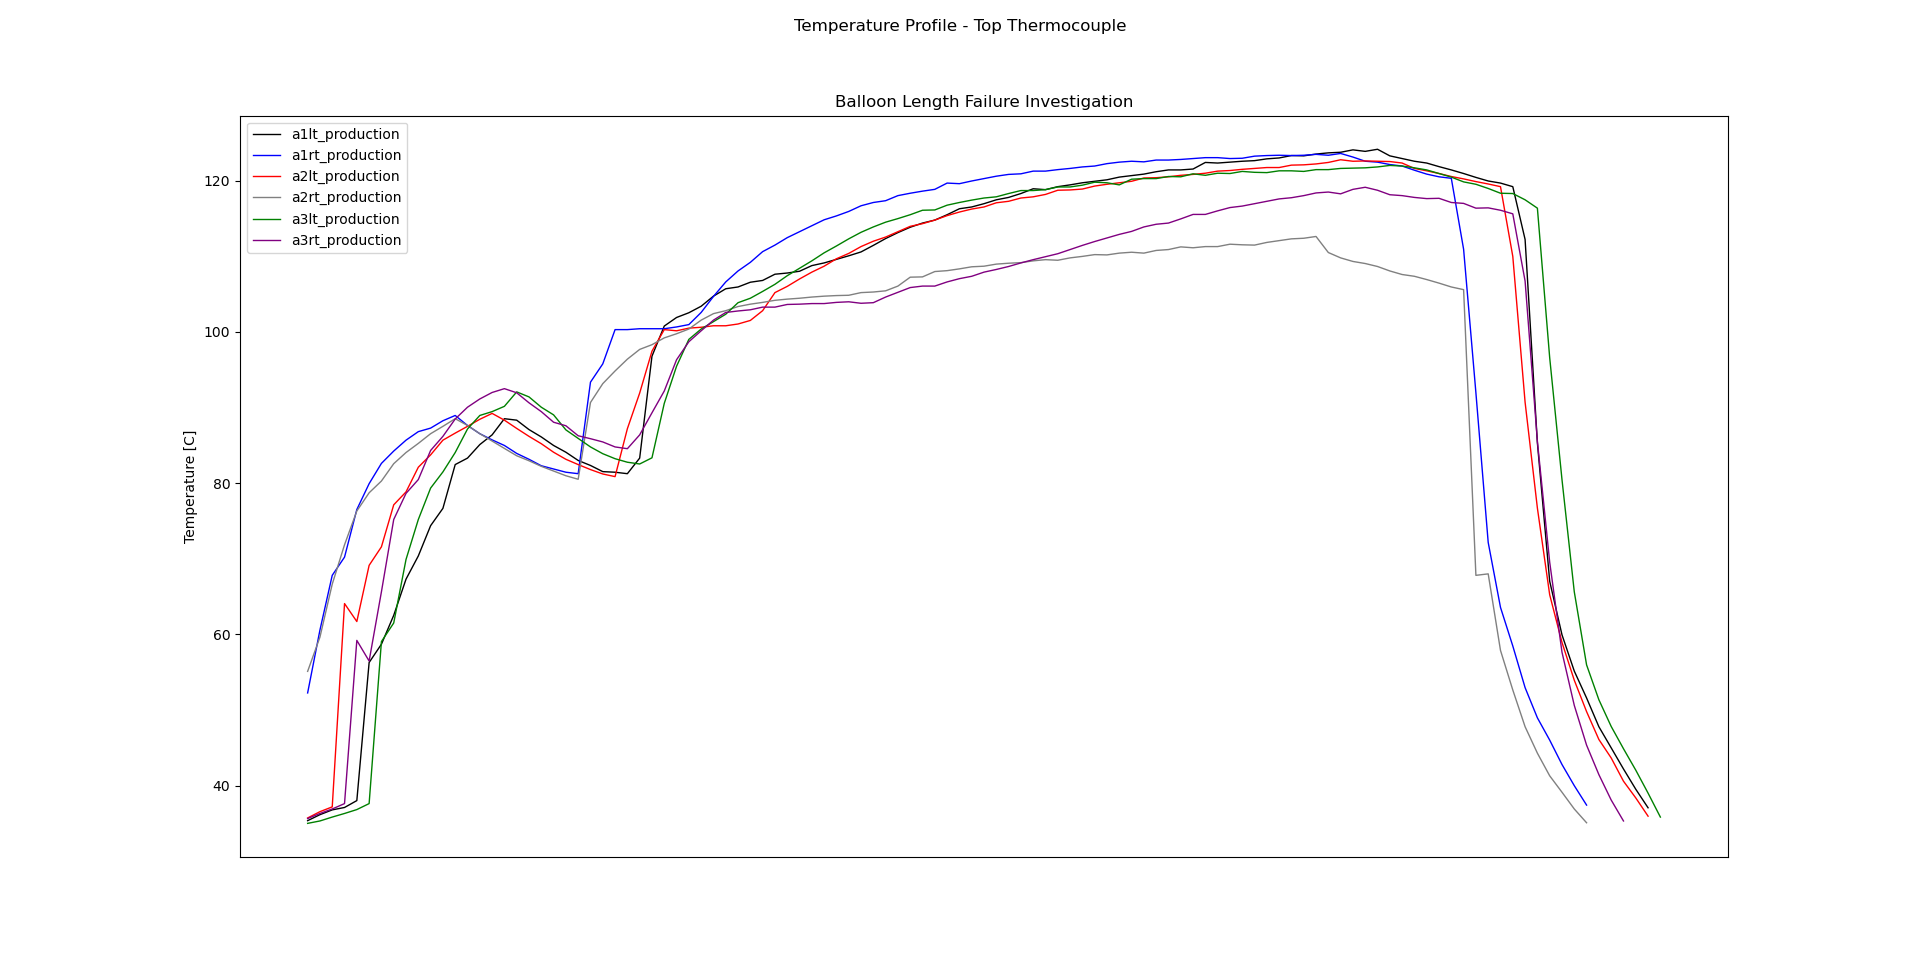 Temperature Profile - Top Thermocouple
Balloon Length Failure Investigation
a1lt_production
a1rt_production
a2lt_production
a2rt_production
a3lt_production
a3rt_production
Temperature [C]
120
100
80
60
40